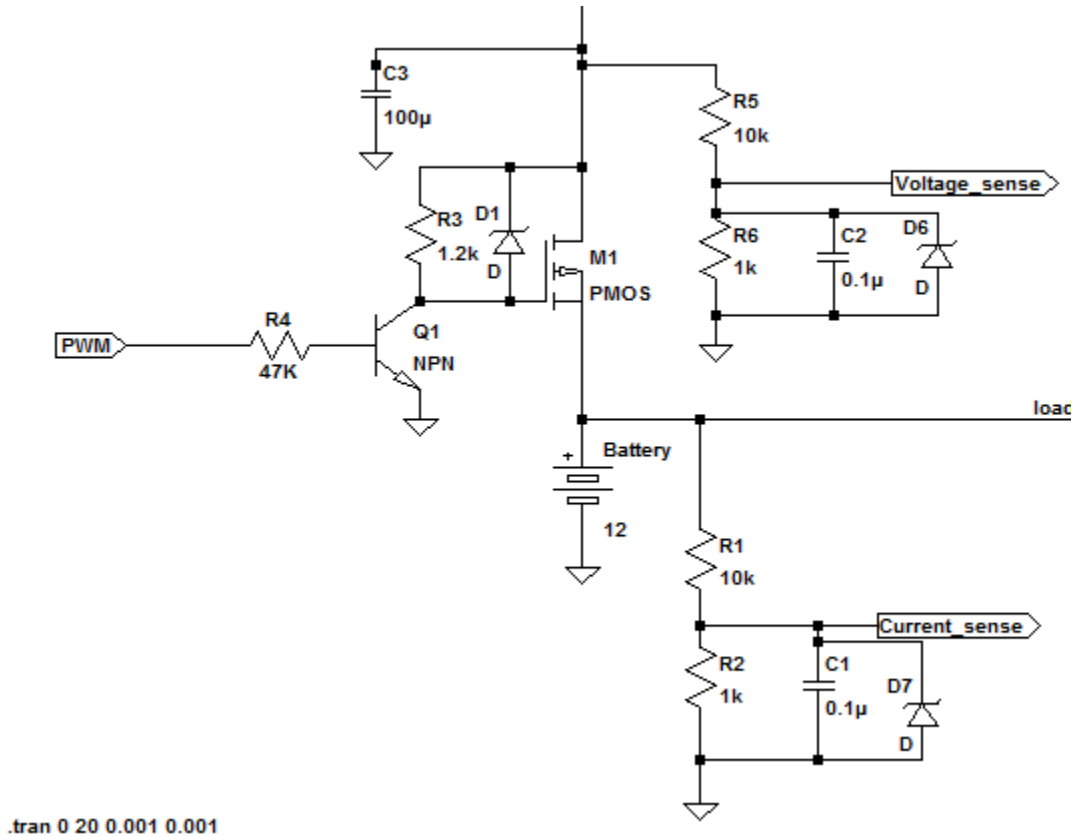 C3
100µ
R5
10k
Voltage_sense
R3
1.2k
D1
D
M1
PMOS
R6
1k
C2
0.1µ
D6
D
PWM
R4
47K
Q1
NPN
load
+
Battery
12
R1
10k
Current_sense
R2
1k
C1
0.1µ
D7
D
.tran 0 20 0.001 0.001